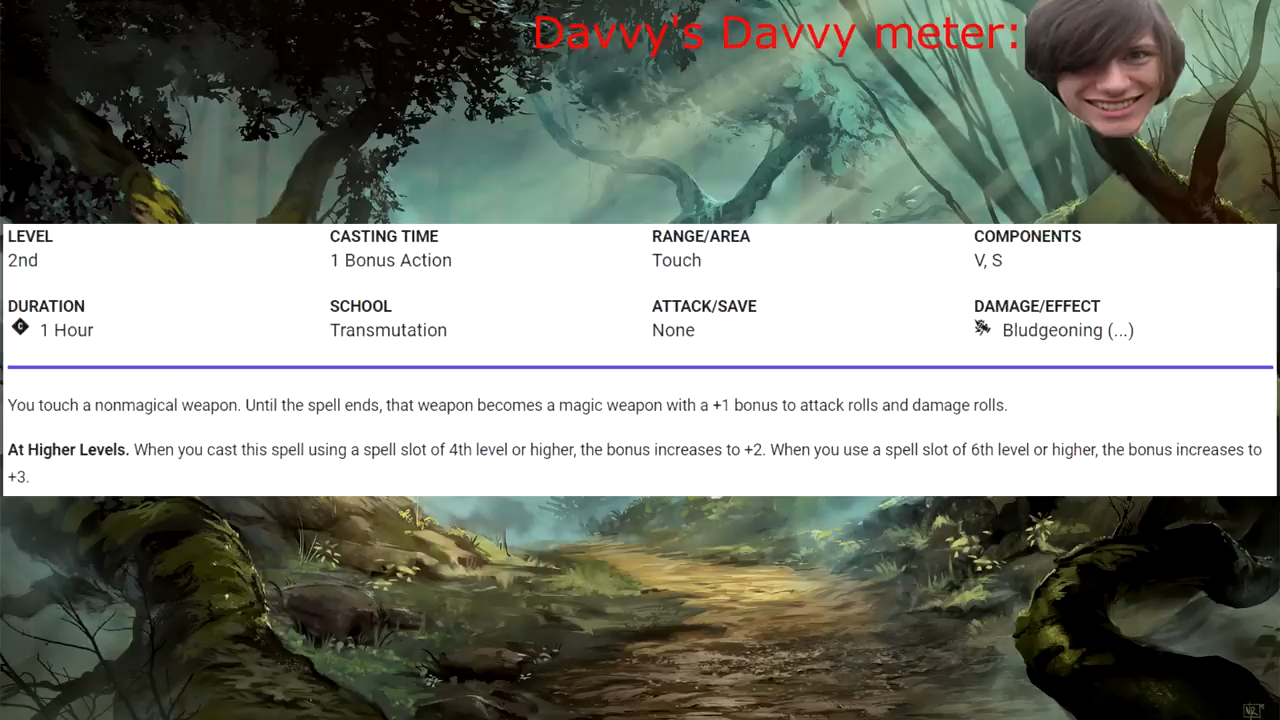 Davvy's Davvy meter:
LEVEL CASTING TIME RANGE/AREA COMPONENTS
2nd 1 Bonus Action Touch V, S
DURATION SCHOOL ATTACK/SAVE DAMAGE/EFFECT
C 1 Hour Transmutation None Bludgeoning (...)
You touch a nonmagical weapon. Until the spell ends, that weapon becomes a magic weapon with a +1 bonus to attack rolls and damage rolls.
At Higher Levels. When you cast this spell using a spell slot of 4th level or higher, the bonus increases to +2. When you use a spell slot of 6th level or higher, the bonus increases to
+3.